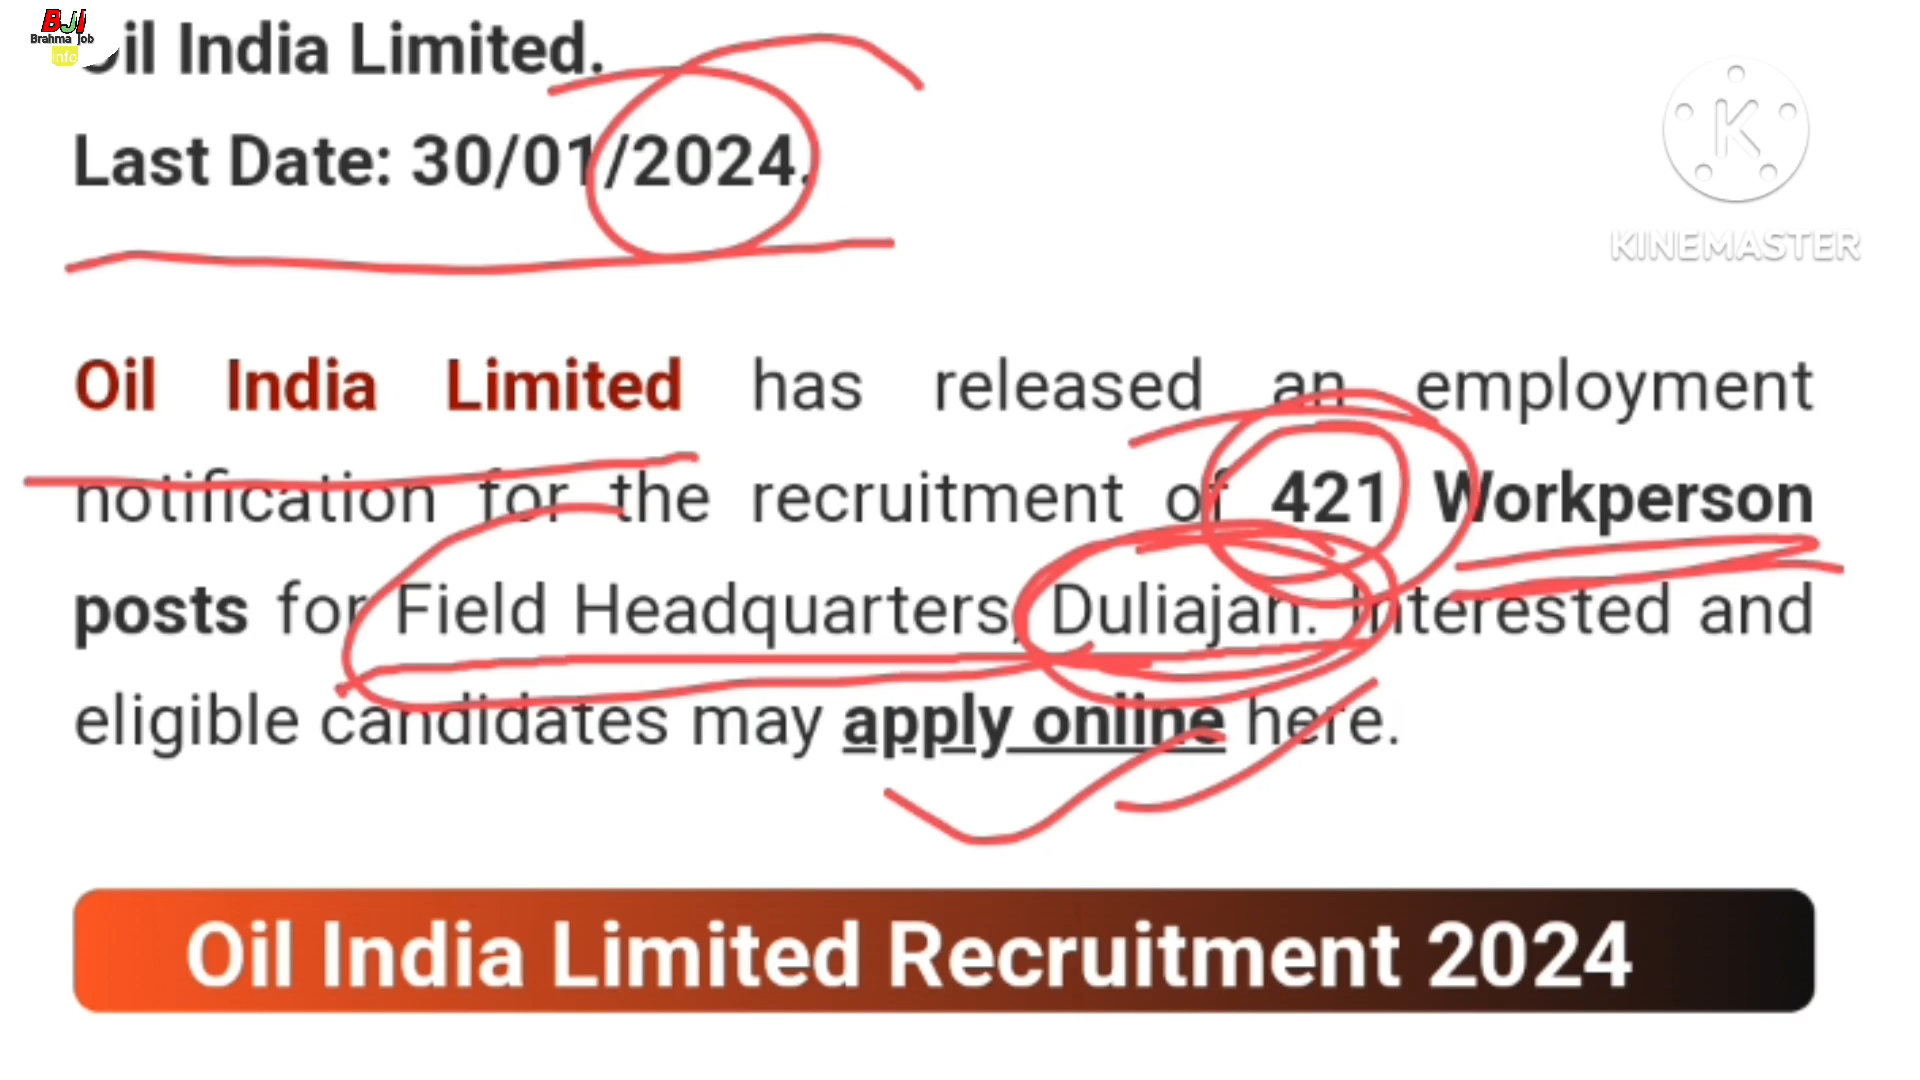 BJI
Brahma job
info
Oil India Limited.
Last Date: 30/01/2024.
K
KINEMASTER
Oil India Limited has released an employment
notification for the recruitment of 421 Workperson
posts for Field Headquarters, Duliajan. Interested and
eligible candidates may apply online here.
Oil India Limited Recruitment 2024